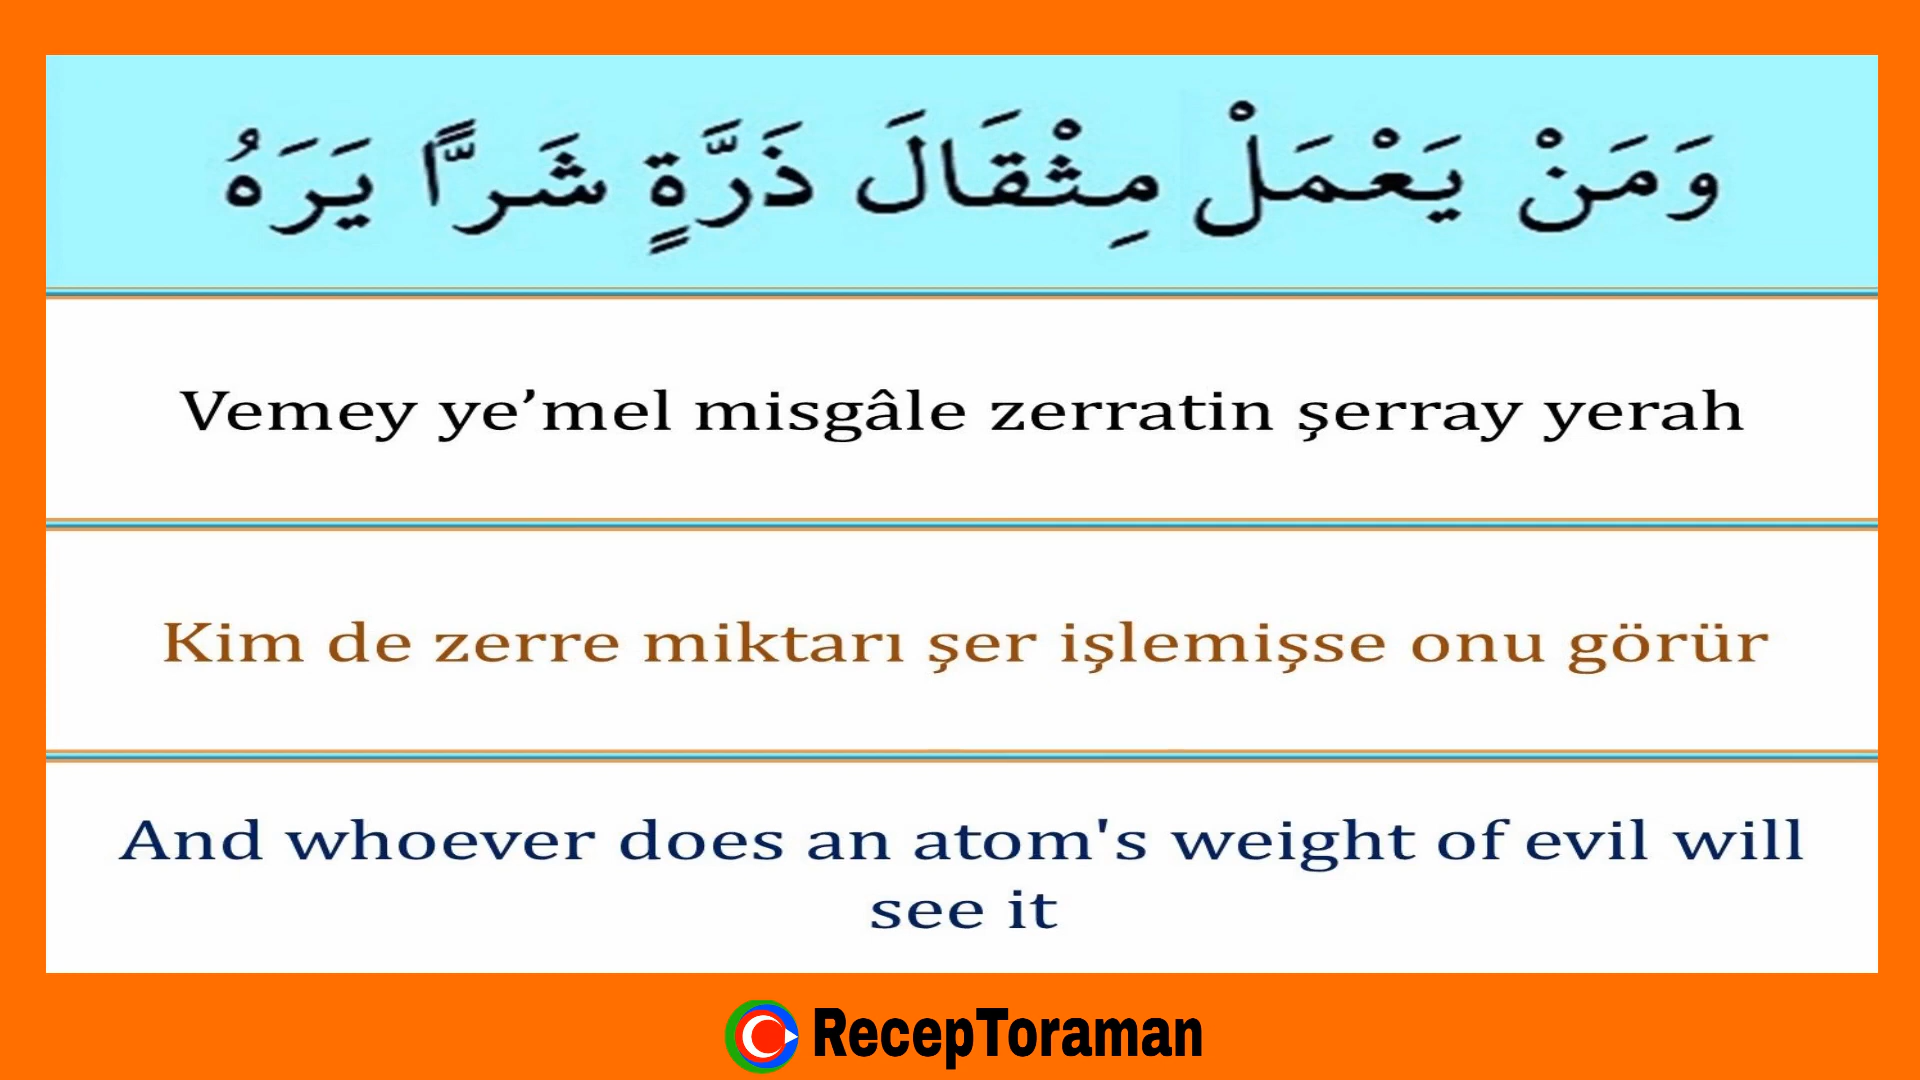 وَمَنْ يَعْمَلْ مِثْقَالَ ذَرَّةٍ شَرًّا يَرَهُ
Vemey ye’mel misgâle zerratin şerray yerah
Kim de zerre miktarı şer işlemişse onu görür
And whoever does an atom's weight of evil will
see it
RecepToraman